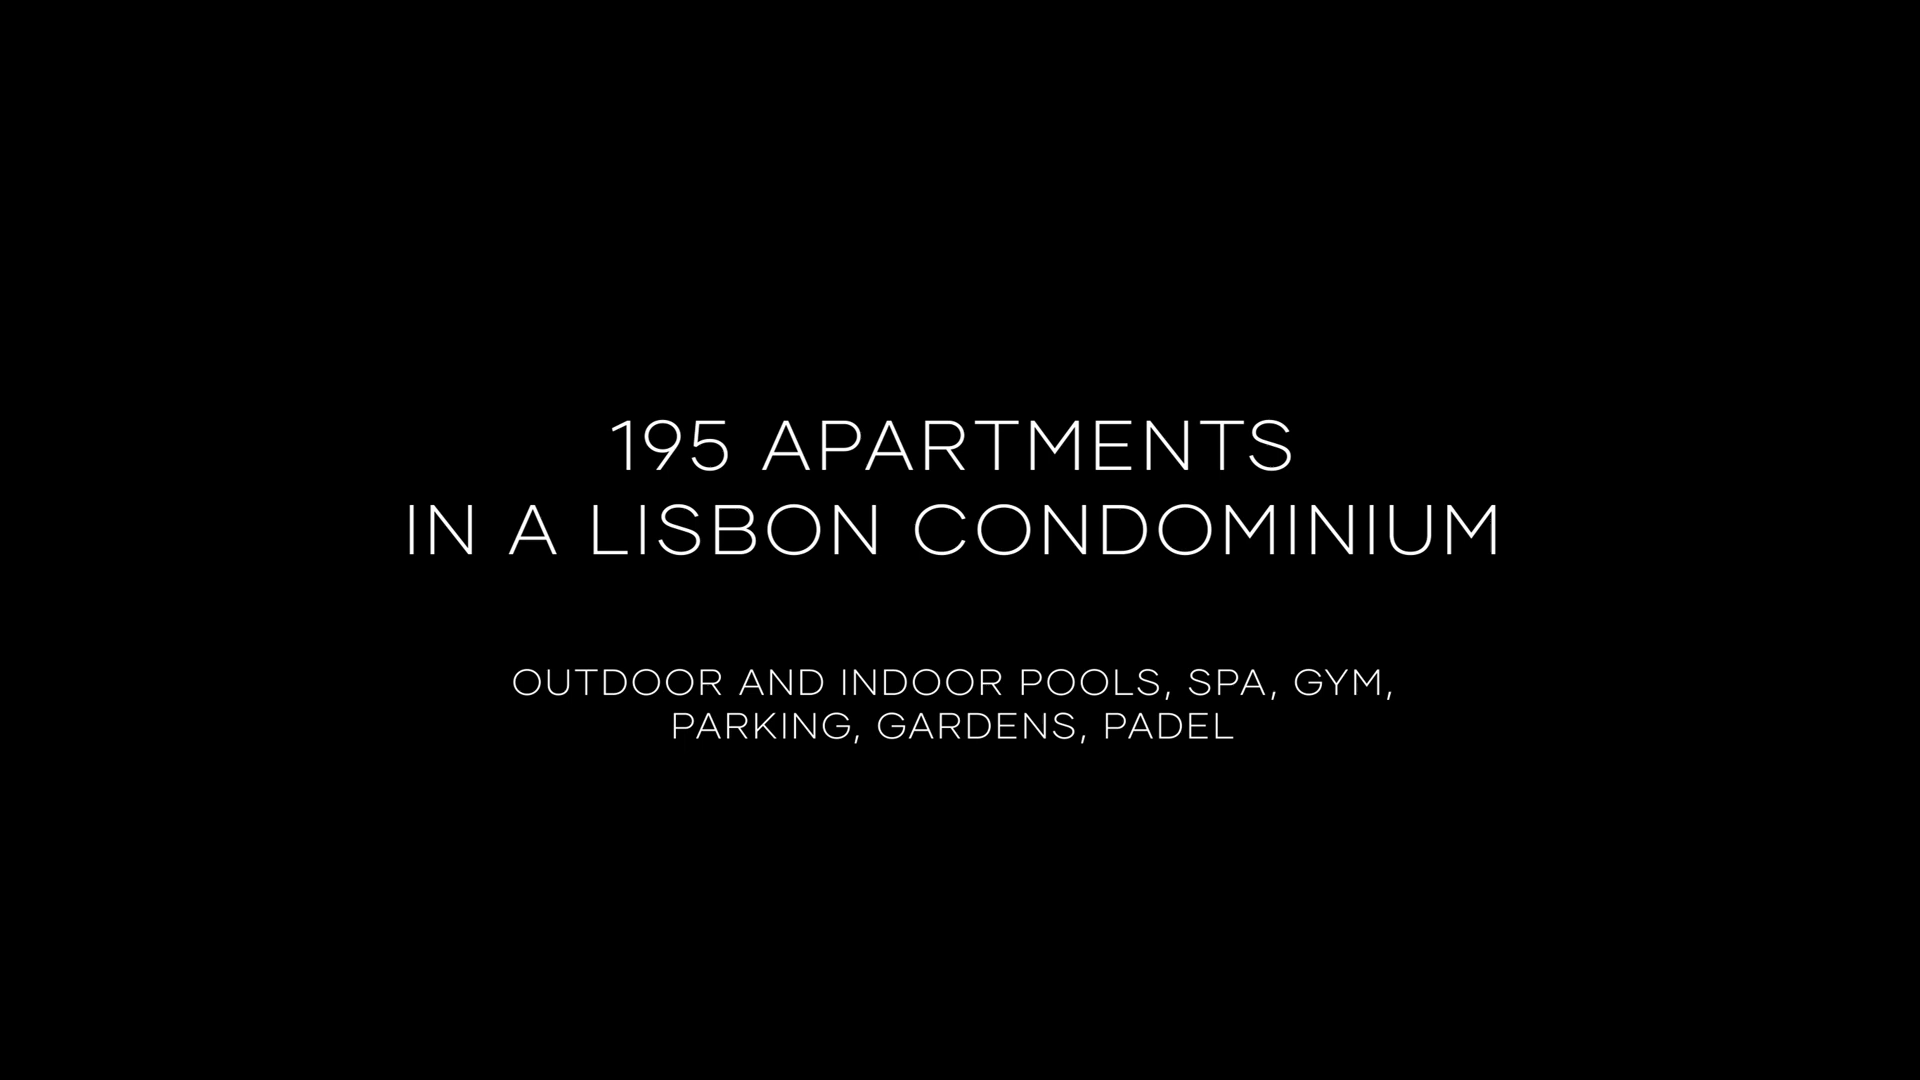 195 APARTMENTS
IN A LISBON CONDOMINIUM
OUTDOOR AND INDOOR POOLS, SPA, GYM,
PARKING, GARDENS, PADEL